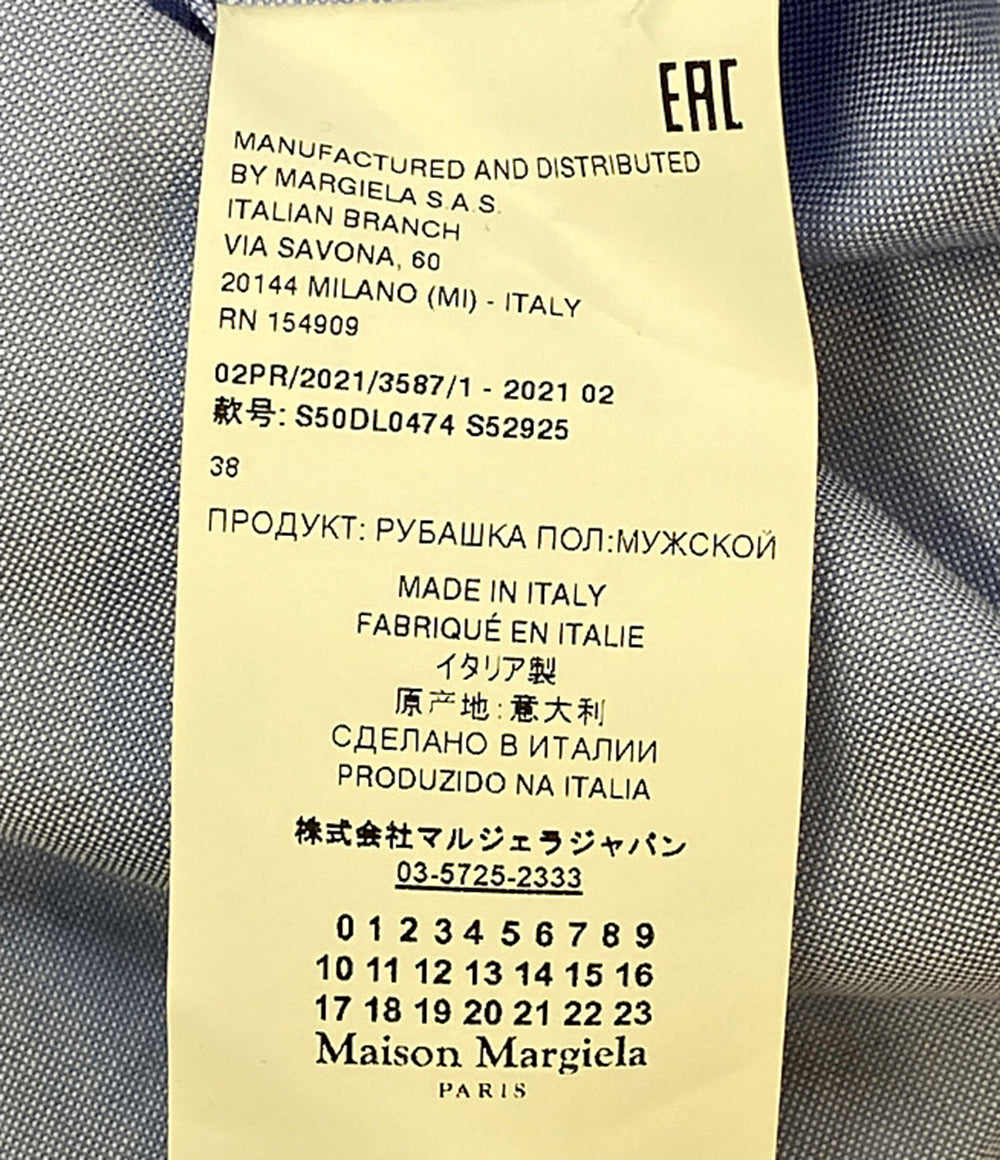 EAC
MANUFACTURED AND DISTRIBUTED
BY MARGIELA S.A.S.
ITALIAN BRANCH
VIA SAVONA, 60
20144 MILANO (MI) - ITALY
RN 154909
02PR/2021/3587/1 - 2021 02
款号: S50DL0474 S52925
38
ПРОДУКТ: РУБАШКА ПОЛ:МУЖСКОЙ
MADE IN ITALY
FABRIQUÉ EN ITALIE
イタリア製
原产地:意大利
СДЕЛАНО В ИТАЛИИ
PRODUZIDO NA ITALIA
株式会社マルジェラジャパン
03-5725-2333
0 1 2 3 4 5 6 7 8 9
10 11 12 13 14 15 16
17 18 19 20 21 22 23
Maison Margiela
PARIS